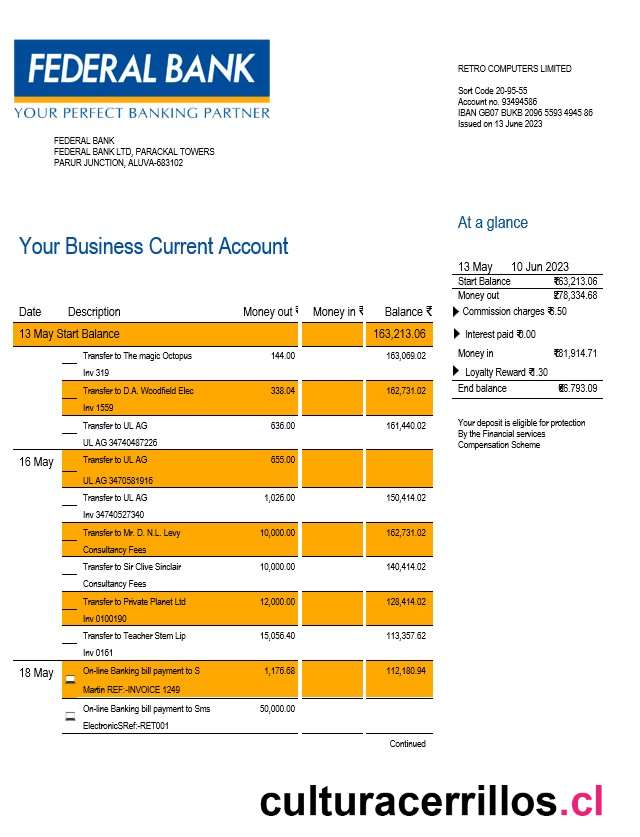 FEDERAL BANK
YOUR PERFECT BANKING PARTNER
FEDERAL BANK
FEDERAL BANK LTD, PARACKAL TOWERS
PARUR JUNCTION, ALUVA-683102
RETRO COMPUTERS LIMITED
Sort Code 20-95-55
Account no. 93494586
IBAN GB07 BUKB 2096 5593 4945 86
Issued on 13 June 2023
Your Business Current Account
Date Description Money out ₹ Money in ₹ Balance ₹
13 May Start Balance 163,213.06
Transfer to The magic Octopus 144.00 163,069.02
Inv 319
Transfer to D.A. Woodfield Elec 338.04 162,731.02
Inv 1559
Transfer to UL AG 636.00 161,440.02
UL AG 34740487226
16 May Transfer to UL AG 655.00
UL AG 3470581916
Transfer to UL AG 1,026.00 150,414.02
Inv 34740527340
Transfer to Mr. D. N.L. Levy 10,000.00 162,731.02
Consultancy Fees
Transfer to Sir Clive Sinclair 10,000.00 140,414.02
Consultancy Fees
Transfer to Private Planet Ltd 12,000.00 128,414.02
Inv 0100190
Transfer to Teacher Stem Lip 15,056.40 113,357.62
Inv 0161
18 May On-line Banking bill payment to S 1,176.68 112,180.94
Martin REF:-INVOICE 1249
On-line Banking bill payment to Sms 50,000.00
ElectronicSRef:-RET001
Continued
At a glance
13 May 10 Jun 2023
Start Balance ₹163,213.06
Money out ₹278,334.68
Commission charges ₹8.50
Interest paid ₹0.00
Money in ₹181,914.71
Loyalty Reward ₹1.30
End balance
Your deposit is eligible for protection
By the Financial services
Compensation Scheme
culturacerrillos.cl